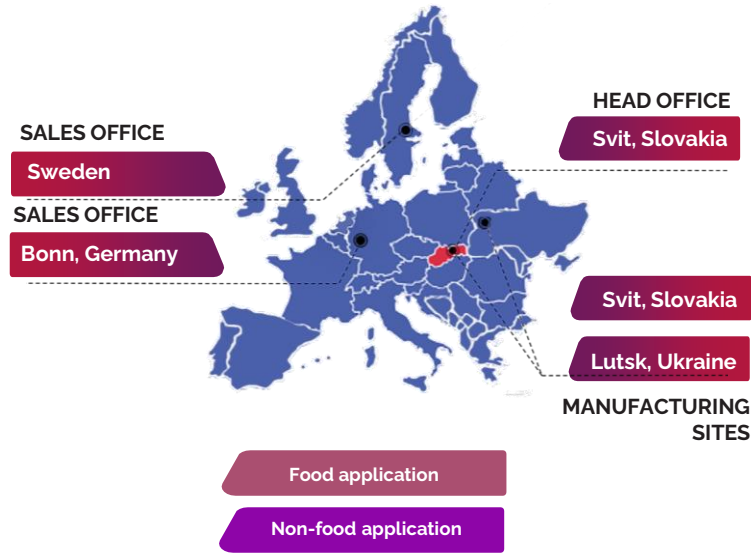 SALES OFFICE
Sweden
SALES OFFICE
Bonn, Germany
HEAD OFFICE
Svit, Slovakia
Svit, Slovakia
Lutsk, Ukraine
MANUFACTURING
SITES
Food application
Non-food application